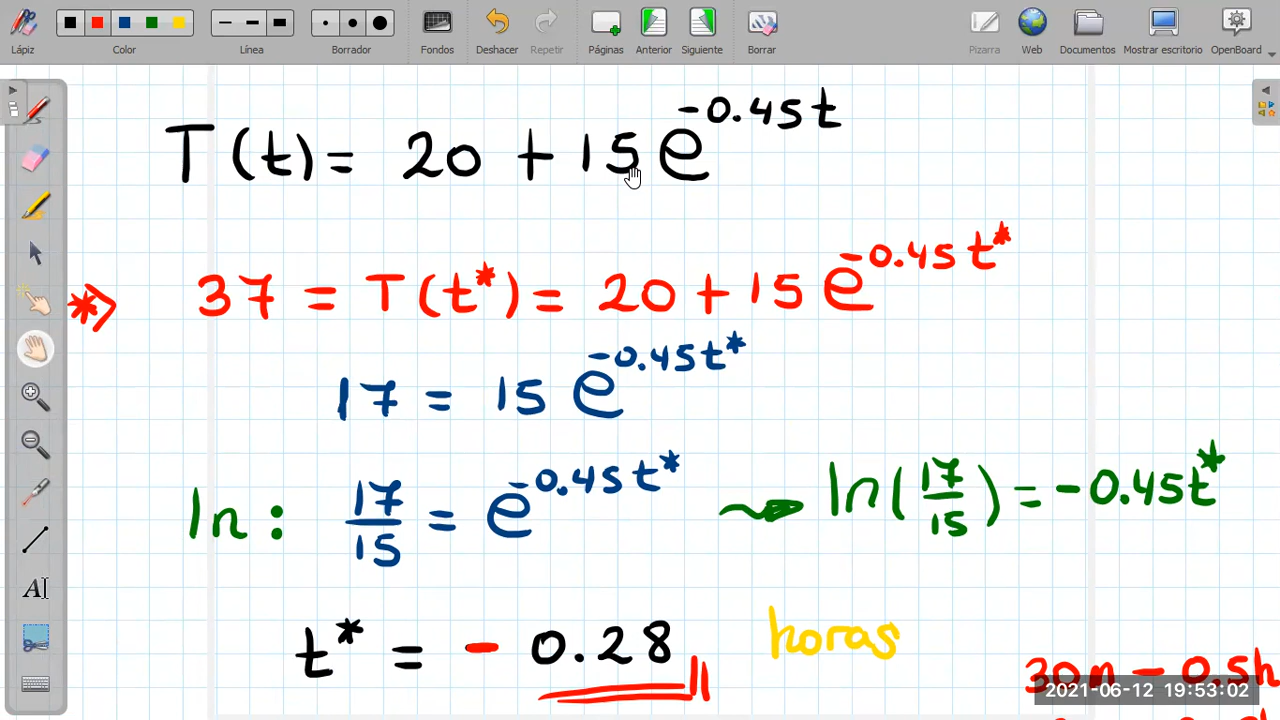 Lápiz Color Línea Borrador Fondos Deshacer Repetir Páginas Anterior Siguiente Borrar Pizarra Web Documentos Mostrar escritorio OpenBoard
T(t) = 20 + 15e^-0.45t
*⇒ 37 = T(t*) = 20 + 15e^-0.45t*
17 = 15 e^-0.45t*
ln: 17/15 = e^-0.45t* ⇝ ln(17/15) = -0.45t*
t* = - 0.28 horas
30m - 0.5h
2021-06-12 19:53:02